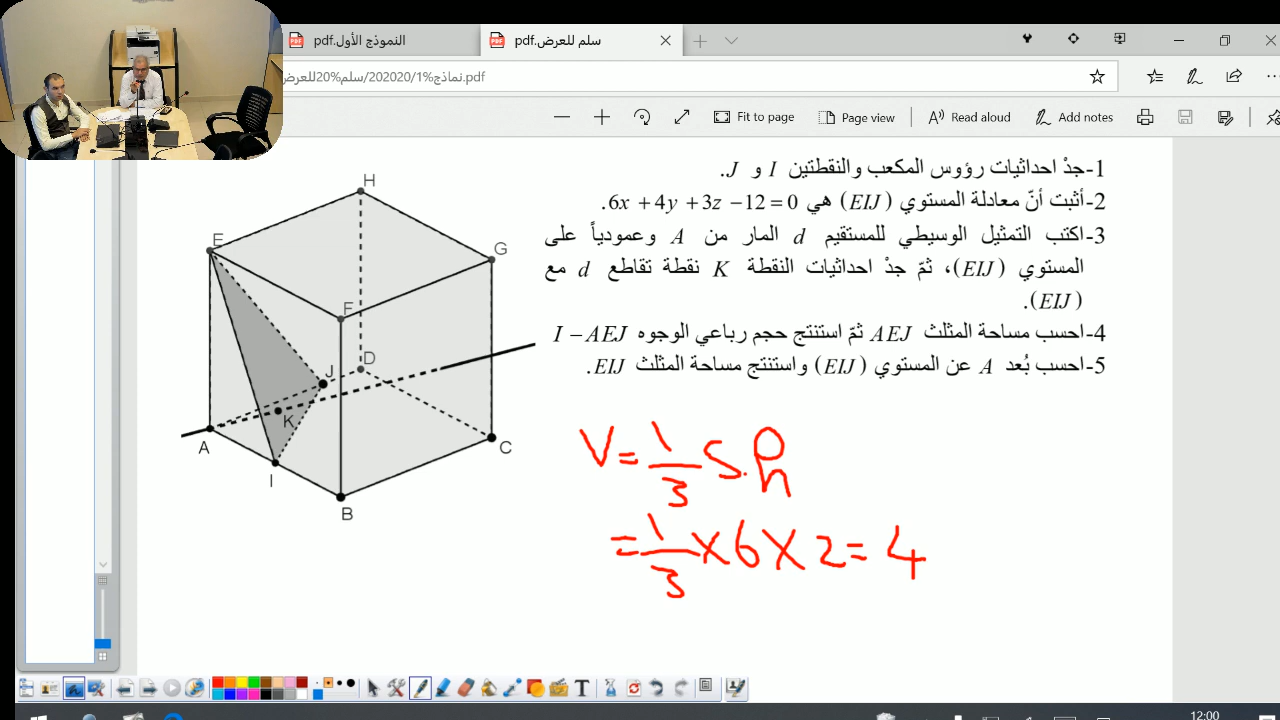 النموذج الأول.pdf
سلم للعرض.pdf
نماذج%202020/1/سلم%20للعرض.pdf
Fit to page
Page view
Read aloud
Add notes
1-جدْ احداثيات رؤوس المكعب والنقطتين I و J.
2-أثبت أنّ معادلة المستوي (EIJ) هي 6x + 4y + 3z − 12 = 0.
3-اكتب التمثيل الوسيطي للمستقيم d المار من A وعمودياً على
المستوي (EIJ)، ثمّ جدْ احداثيات النقطة K نقطة تقاطع d مع
(EIJ).
4-احسب مساحة المثلث AEJ ثمّ استنتج حجم رباعي الوجوه I − AEJ
5-احسب بُعد A عن المستوي (EIJ) واستنتج مساحة المثلث EIJ.
H
E
G
F
D
J
K
A
C
I
B
V = 1/3 S.h
= 1/3 × 6 × 2 = 4
12:00